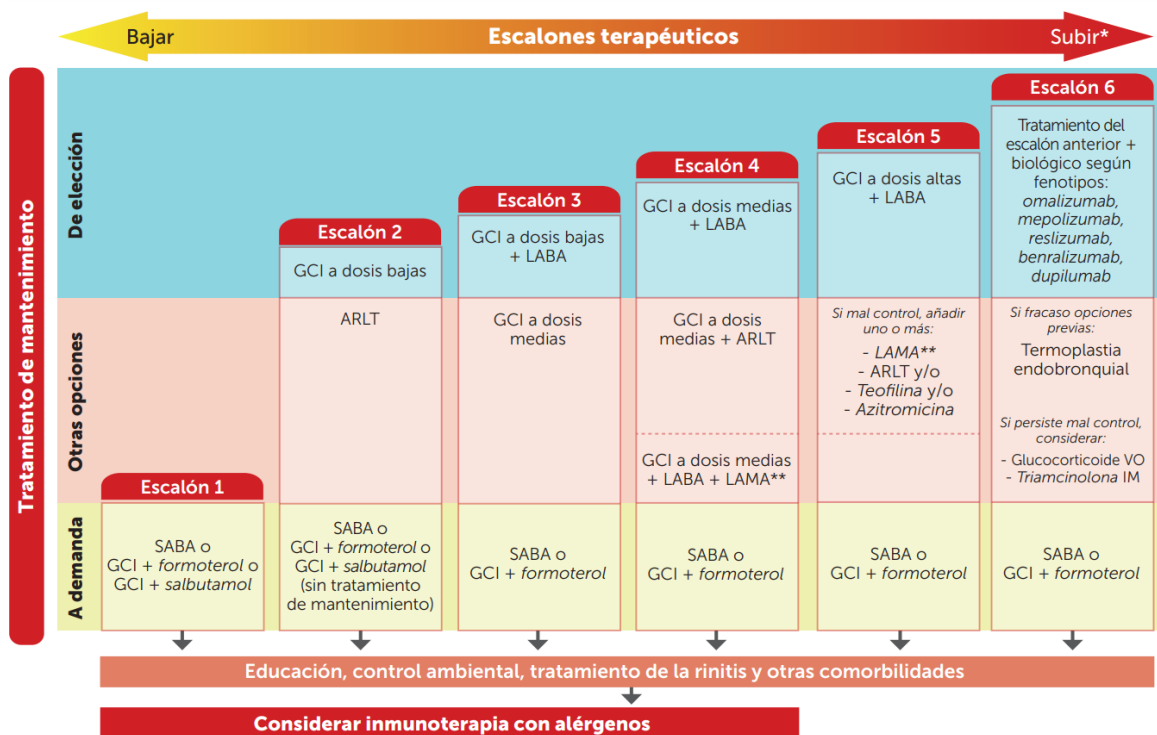 Bajar
Escalones terapéuticos
Subir*
Tratamiento de mantenimiento
De elección
Otras opciones
A demanda
Escalón 1
SABA o
GCI + formoterol o
GCI + salbutamol
Escalón 2
GCI a dosis bajas
ARLT
SABA o
GCI + formoterol o
GCI + salbutamol
(sin tratamiento
de mantenimiento)
Escalón 3
GCI a dosis bajas
+ LABA
GCI a dosis
medias
SABA o
GCI + formoterol
Escalón 4
GCI a dosis medias
+ LABA
GCI a dosis
medias + ARLT
GCI a dosis medias
+ LABA + LAMA**
SABA o
GCI + formoterol
Escalón 5
GCI a dosis altas
+ LABA
Si mal control, añadir
uno o más:
- LAMA**
- ARLT y/o
- Teofilina y/o
- Azitromicina
SABA o
GCI + formoterol
Escalón 6
Tratamiento del
escalón anterior +
biológico según
fenotipos:
omalizumab,
mepolizumab,
reslizumab,
benralizumab,
dupilumab
Si fracaso opciones
previas:
Termoplastia
endobronquial
Si persiste mal control,
considerar:
- Glucocorticoide VO
- Triamcinolona IM
SABA o
GCI + formoterol
Educación, control ambiental, tratamiento de la rinitis y otras comorbilidades
Considerar inmunoterapia con alérgenos